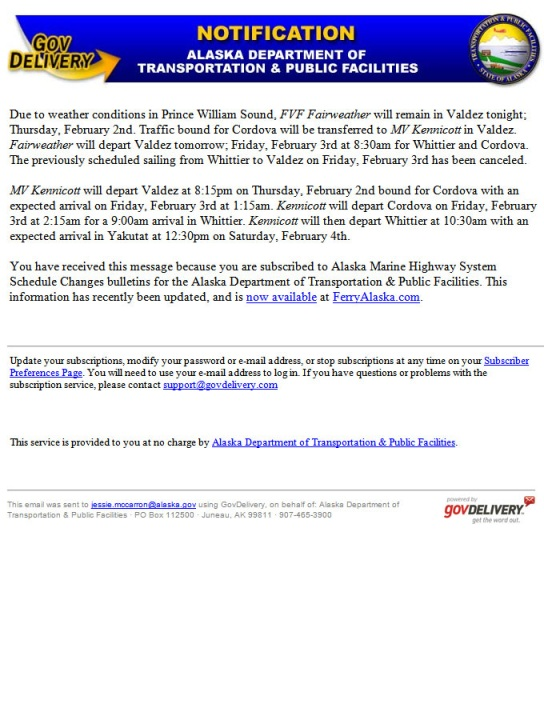 GOV
DELIVERY
NOTIFICATION
ALASKA DEPARTMENT OF
TRANSPORTATION & PUBLIC FACILITIES
TRANSPORTATION & PUBLIC FACILITIES
STATE OF ALASKA
Due to weather conditions in Prince William Sound, FVF Fairweather will remain in Valdez tonight;
Thursday, February 2nd. Traffic bound for Cordova will be transferred to MV Kennicott in Valdez.
Fairweather will depart Valdez tomorrow; Friday, February 3rd at 8:30am for Whittier and Cordova.
The previously scheduled sailing from Whittier to Valdez on Friday, February 3rd has been canceled.
MV Kennicott will depart Valdez at 8:15pm on Thursday, February 2nd bound for Cordova with an
expected arrival on Friday, February 3rd at 1:15am. Kennicott will depart Cordova on Friday, February
3rd at 2:15am for a 9:00am arrival in Whittier. Kennicott will then depart Whittier at 10:30am with an
expected arrival in Yakutat at 12:30pm on Saturday, February 4th.
You have received this message because you are subscribed to Alaska Marine Highway System
Schedule Changes bulletins for the Alaska Department of Transportation & Public Facilities. This
information has recently been updated, and is now available at FerryAlaska.com.
Update your subscriptions, modify your password or e-mail address, or stop subscriptions at any time on your Subscriber
Preferences Page. You will need to use your e-mail address to log in. If you have questions or problems with the
subscription service, please contact support@govdelivery.com
This service is provided to you at no charge by Alaska Department of Transportation & Public Facilities.
This email was sent to jessie.mccarron@alaska.gov using GovDelivery, on behalf of: Alaska Department of
Transportation & Public Facilities · PO Box 112500 · Juneau, AK 99811 · 907-465-3900
powered by
GOVDELIVERY
get the word out.